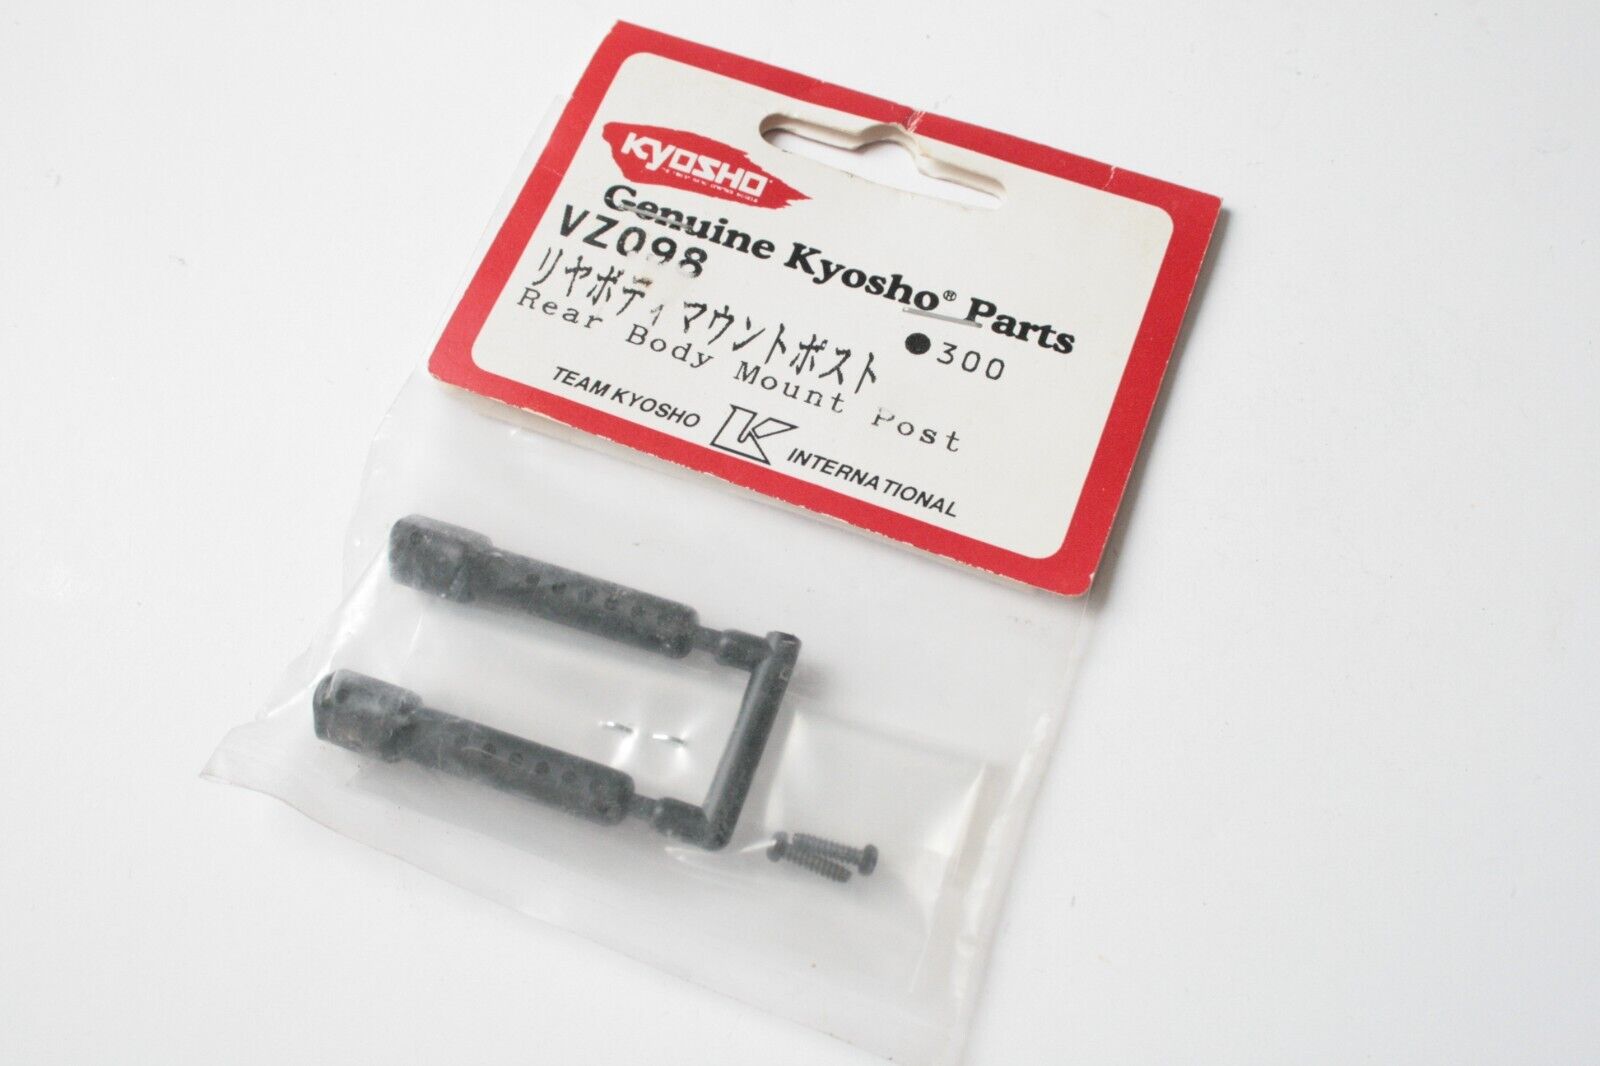 KYOSHO
Genuine Kyosho® Parts
VZ098
リヤボディマウントポスト
●300
Rear Body Mount Post
TEAM KYOSHO K INTERNATIONAL